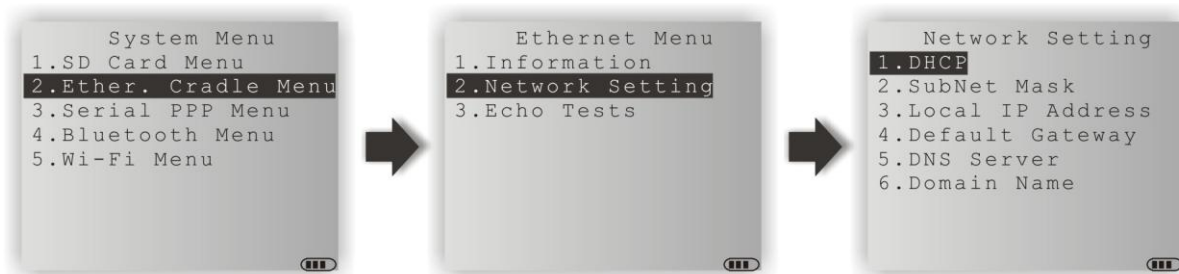 System Menu
1.SD Card Menu
2.Ether. Cradle Menu
3.Serial PPP Menu
4.Bluetooth Menu
5.Wi-Fi Menu
Ethernet Menu
1.Information
2.Network Setting
3.Echo Tests
Network Setting
1.DHCP
2.SubNet Mask
3.Local IP Address
4.Default Gateway
5.DNS Server
6.Domain Name